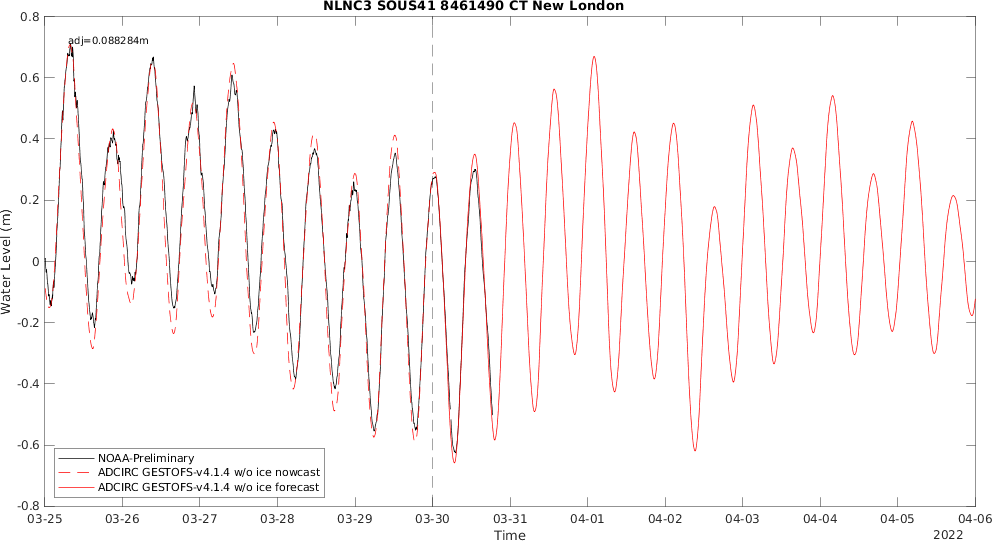 NLNC3 SOUS41 8461490 CT New London
adj=0.088284m
0.8
0.6
0.4
0.2
0
-0.2
-0.4
-0.6
-0.8
Water Level (m)
NOAA-Preliminary
ADCIRC GESTOFS-v4.1.4 w/o ice nowcast
ADCIRC GESTOFS-v4.1.4 w/o ice forecast
03-25 03-26 03-27 03-28 03-29 03-30 03-31 04-01 04-02 04-03 04-04 04-05 04-06
Time
2022